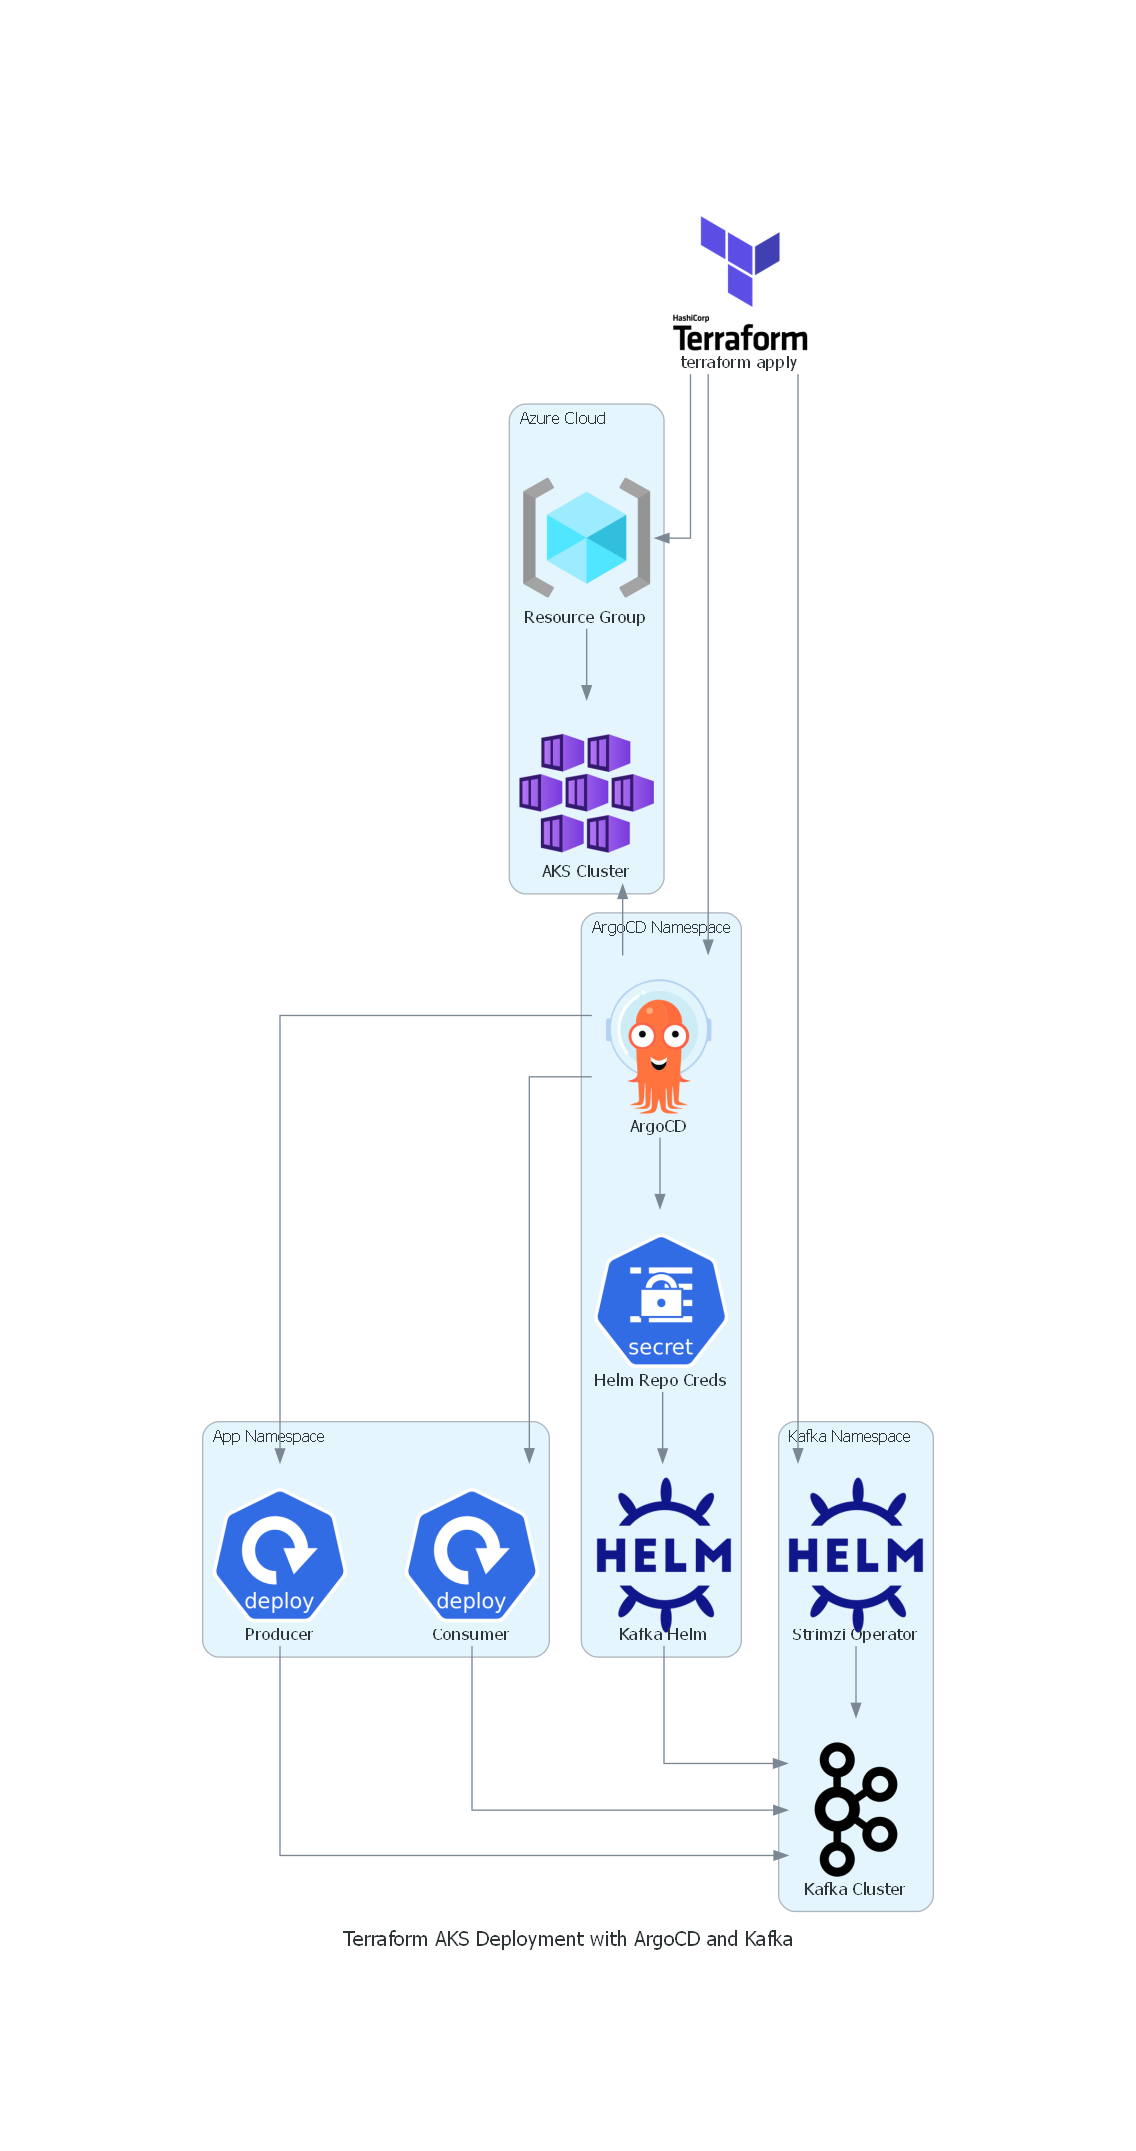 HashiCorp
Terraform
terraform apply
Azure Cloud
Resource Group
AKS Cluster
ArgoCD Namespace
ArgoCD
secret
Helm Repo Creds
App Namespace
Kafka Namespace
deploy
deploy
HELM
HELM
Producer
Consumer
Kafka Helm
Strimzi Operator
Kafka Cluster
Terraform AKS Deployment with ArgoCD and Kafka